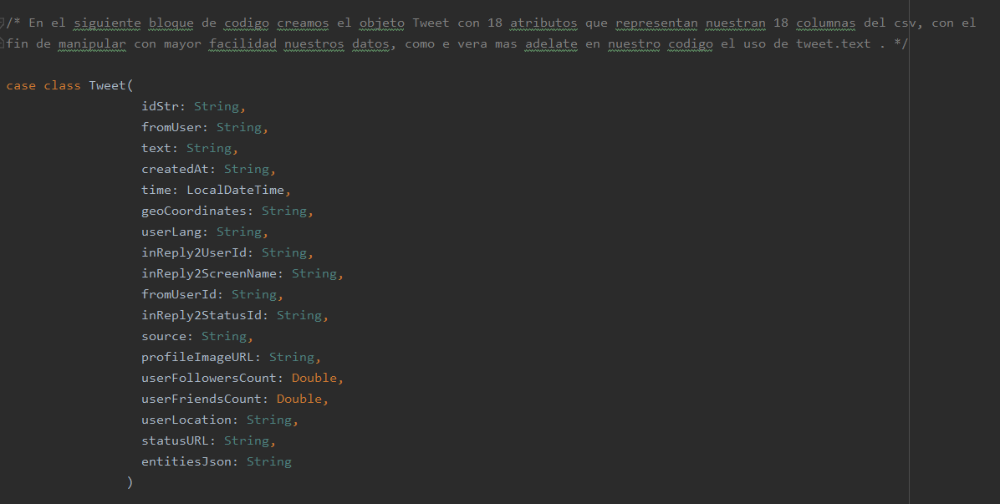 /* En el siguiente bloque de codigo creamos el objeto Tweet con 18 atributos que representan nuestran 18 columnas del csv, con el
fin de manipular con mayor facilidad nuestros datos, como e vera mas adelate en nuestro codigo el uso de tweet.text . */
case class Tweet(
idStr: String,
fromUser: String,
text: String,
createdAt: String,
time: LocalDateTime,
geoCoordinates: String,
userLang: String,
inReply2UserId: String,
inReply2ScreenName: String,
fromUserId: String,
inReply2StatusId: String,
source: String,
profileImageURL: String,
userFollowersCount: Double,
userFriendsCount: Double,
userLocation: String,
statusURL: String,
entitiesJson: String
)